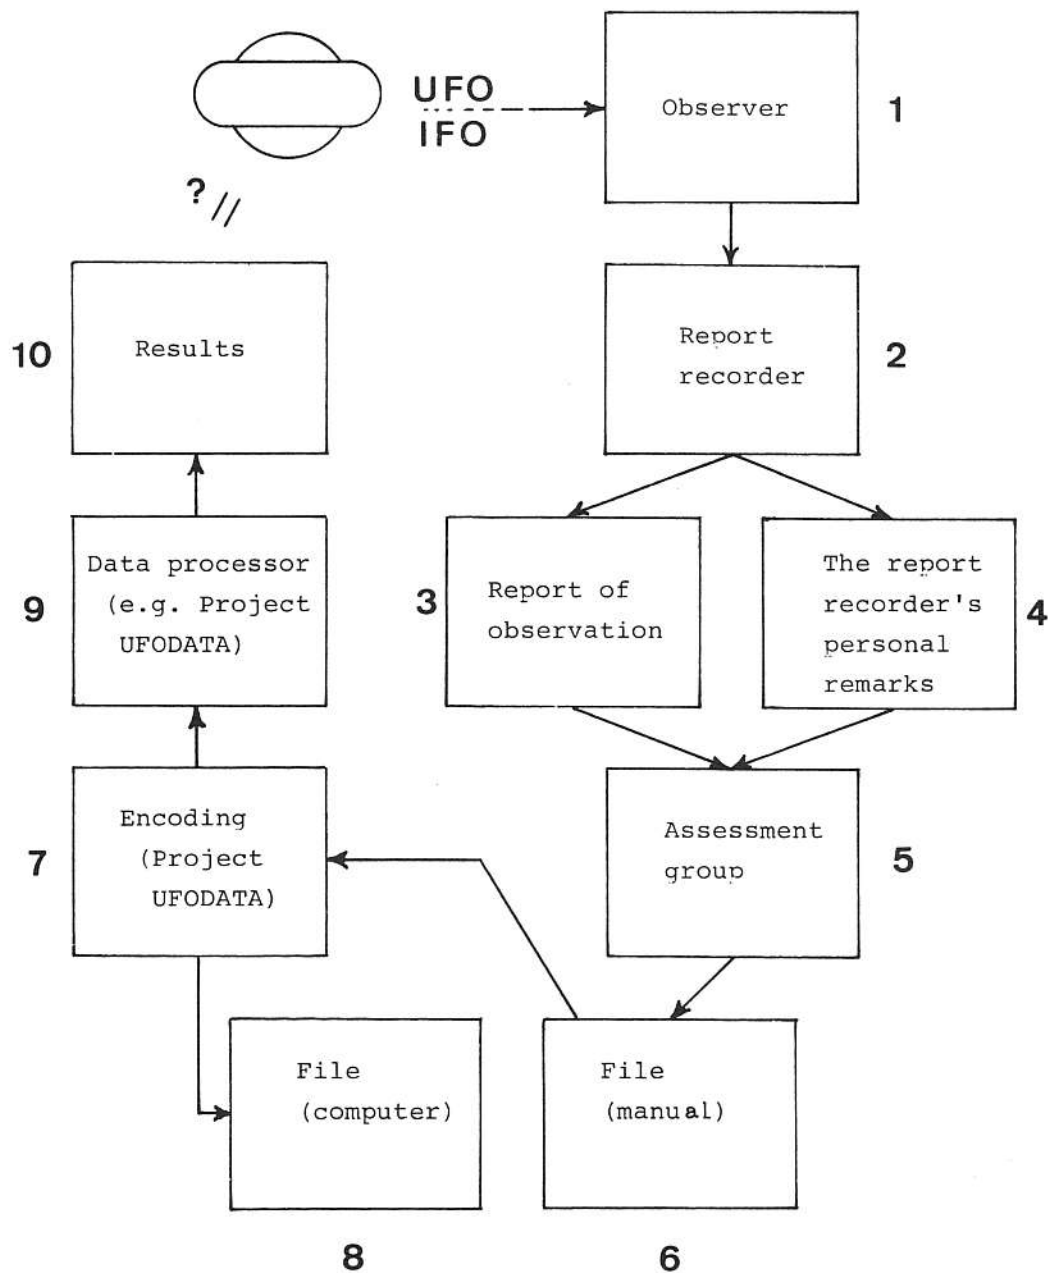 UFO
IFO
Observer
1
Report
recorder
2
Report of
observation
3
The report
recorder's
personal
remarks
4
Assessment
group
5
File
(manual)
6
Encoding
(Project
UFODATA)
7
File
(computer)
8
Data processor
(e.g. Project
UFODATA)
9
Results
10
? //